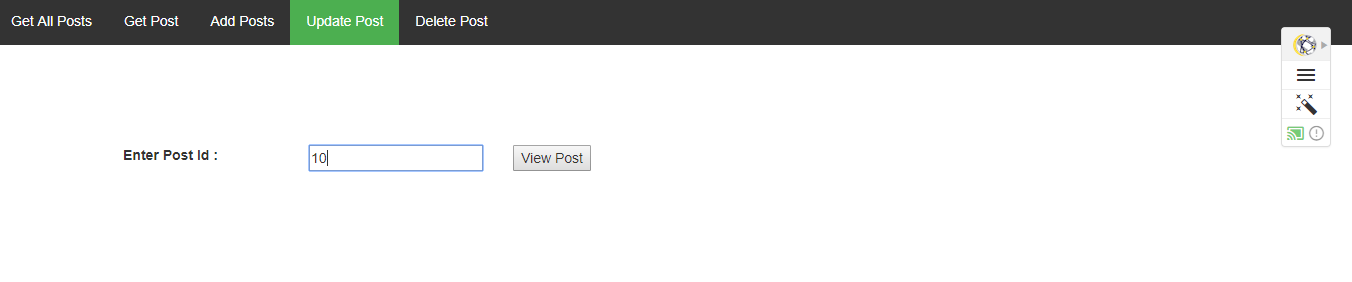 Get All Posts Get Post Add Posts Update Post Delete Post
Enter Post Id : 10 View Post